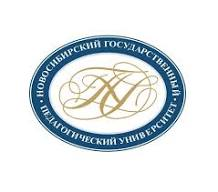 НОВОСИБИРСКИЙ ГОСУДАРСТВЕННЫЙ
ПЕДАГОГИЧЕСКИЙ УНИВЕРСИТЕТ